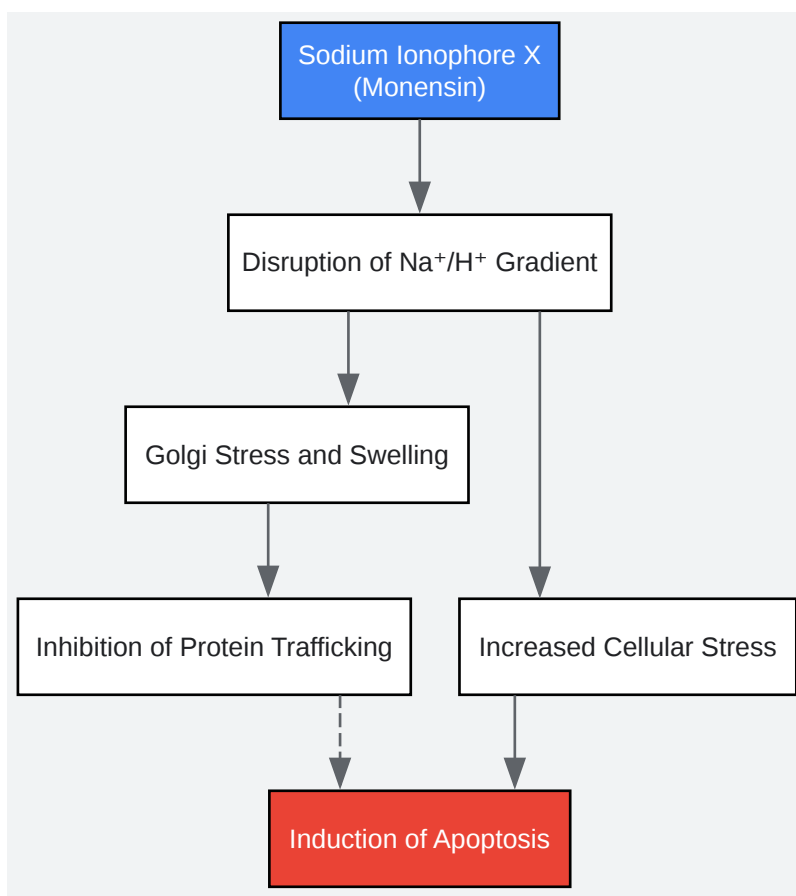 Sodium Ionophore X
(Monensin)
Disruption of Na⁺/H⁺ Gradient
Golgi Stress and Swelling
Inhibition of Protein Trafficking
Increased Cellular Stress
Induction of Apoptosis